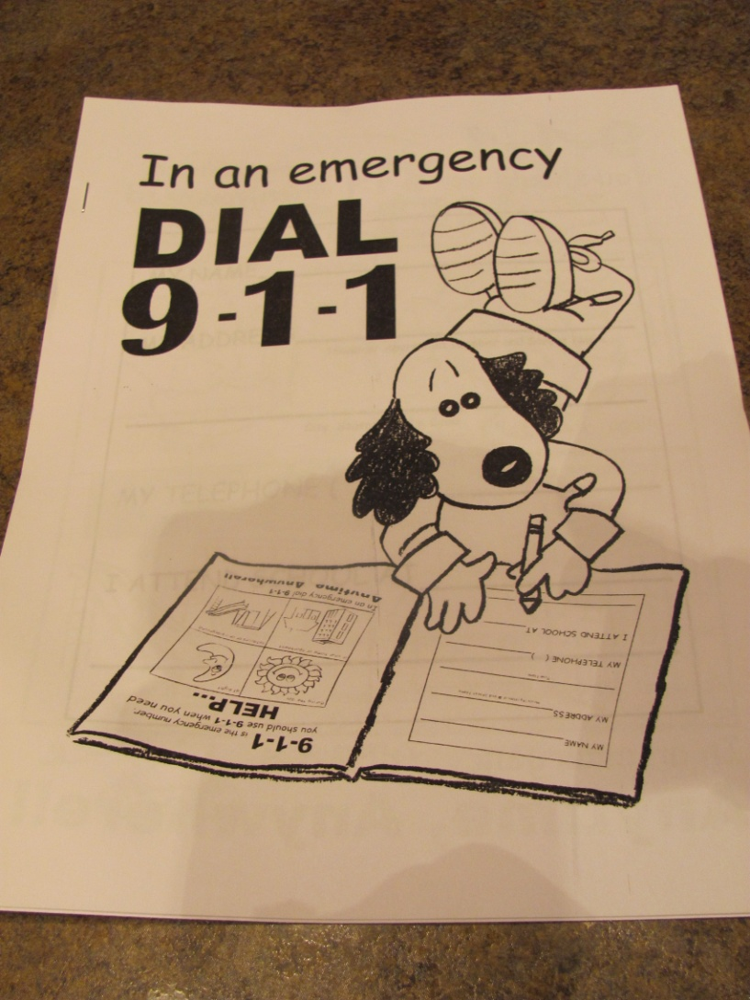 In an emergency
DIAL
9-1-1
9-1-1
is the emergency number.
you should use 9-1-1 when you need
HELP...
In an emergency dial 9-1-1
Anytime Anywhere!!
MY NAME
MY ADDRESS
MY TELEPHONE ( )
I ATTEND SCHOOL AT